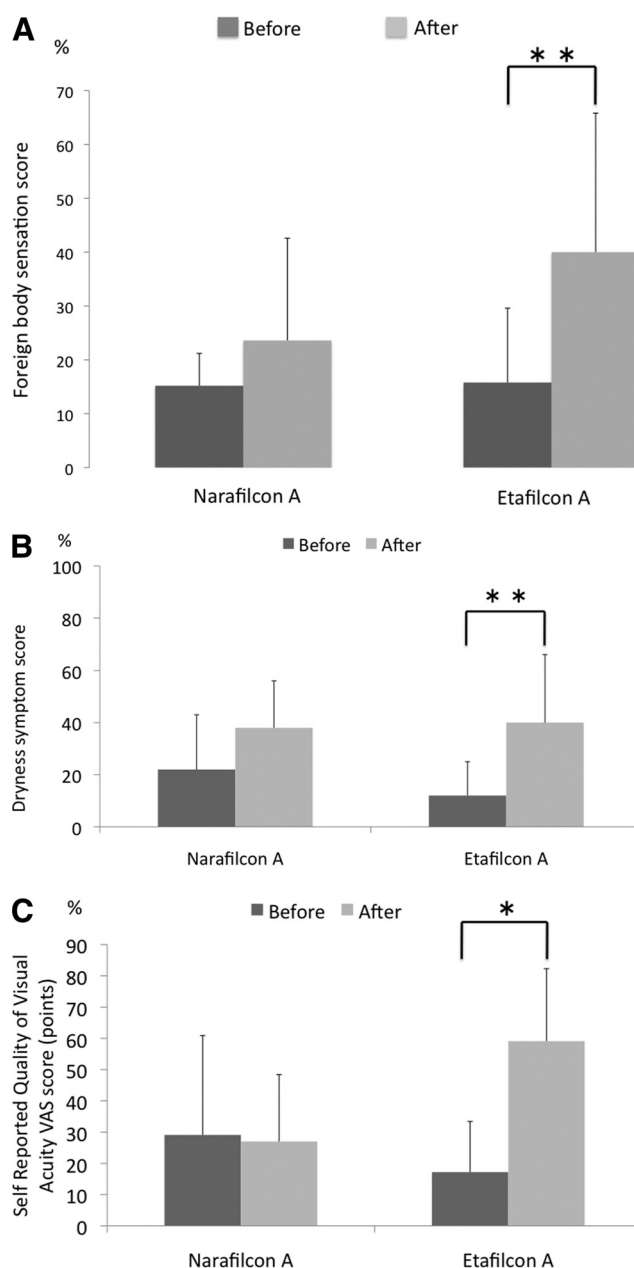 A
Before After
%
Foreign body sensation score
70
60
50
40
30
20
10
0
* *
Narafilcon A Etafilcon A
B
%
Before After
Dryness symptom score
100
80
60
40
20
0
* *
Narafilcon A Etafilcon A
C
%
Before After
Self Reported Quality of Visual
Acuity VAS score (points)
90
80
70
60
50
40
30
20
10
0
*
Narafilcon A Etafilcon A